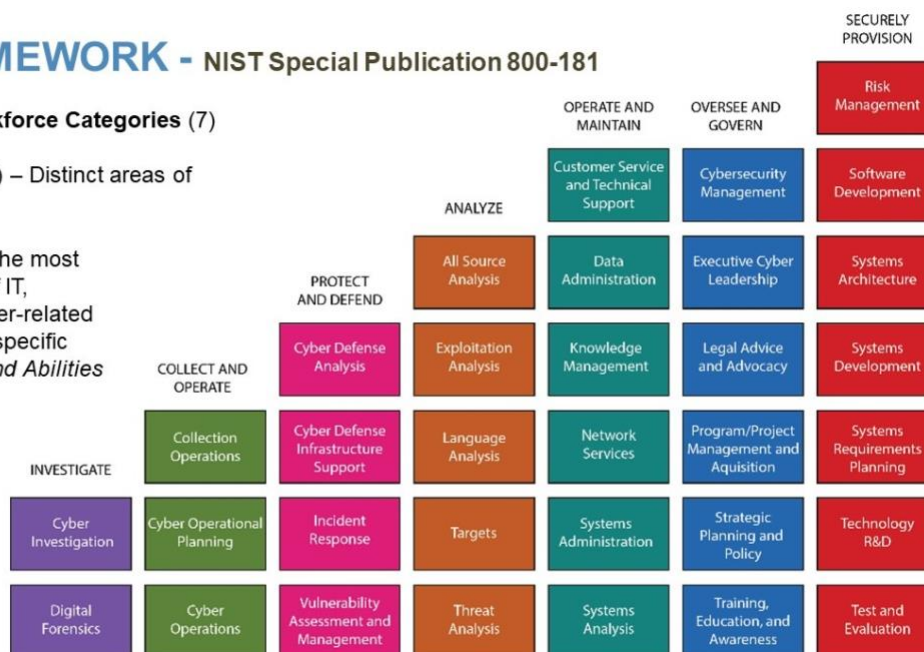 MEWORK - NIST Special Publication 800-181
kforce Categories (7)
) – Distinct areas of
he most
f IT,
er-related
specific
nd Abilities
INVESTIGATE
Cyber
Investigation
Digital
Forensics
COLLECT AND
OPERATE
Collection
Operations
Cyber Operational
Planning
Cyber
Operations
PROTECT
AND DEFEND
Cyber Defense
Analysis
Cyber Defense
Infrastructure
Support
Incident
Response
Vulnerability
Assessment and
Management
ANALYZE
All Source
Analysis
Exploitation
Analysis
Language
Analysis
Targets
Threat
Analysis
OPERATE AND
MAINTAIN
Customer Service
and Technical
Support
Data
Administration
Knowledge
Management
Network
Services
Systems
Administration
Systems
Analysis
OVERSEE AND
GOVERN
Cybersecurity
Management
Executive Cyber
Leadership
Legal Advice
and Advocacy
Program/Project
Management and
Aquisition
Strategic
Planning and
Policy
Training,
Education, and
Awareness
SECURELY
PROVISION
Risk
Management
Software
Development
Systems
Architecture
Systems
Development
Systems
Requirements
Planning
Technology
R&D
Test and
Evaluation